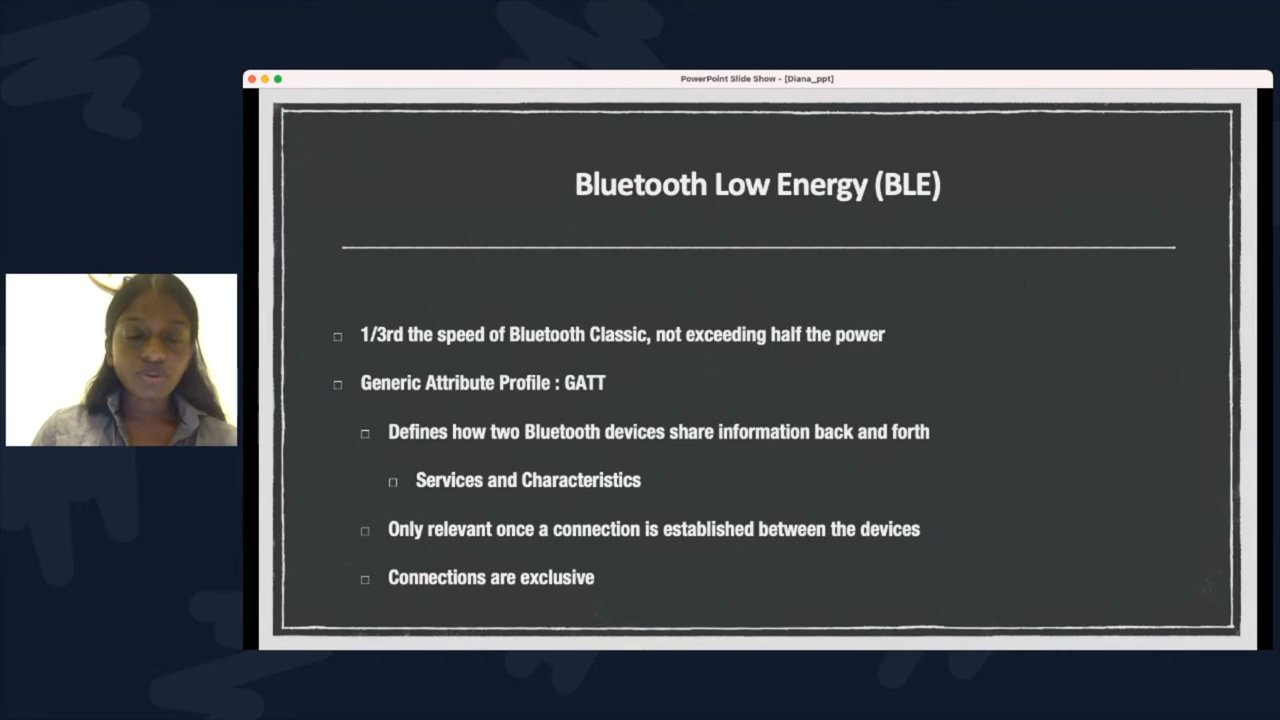 PowerPoint Slide Show - [Diana_ppt]
Bluetooth Low Energy (BLE)
1/3rd the speed of Bluetooth Classic, not exceeding half the power
Generic Attribute Profile : GATT
Defines how two Bluetooth devices share information back and forth
Services and Characteristics
Only relevant once a connection is established between the devices
Connections are exclusive